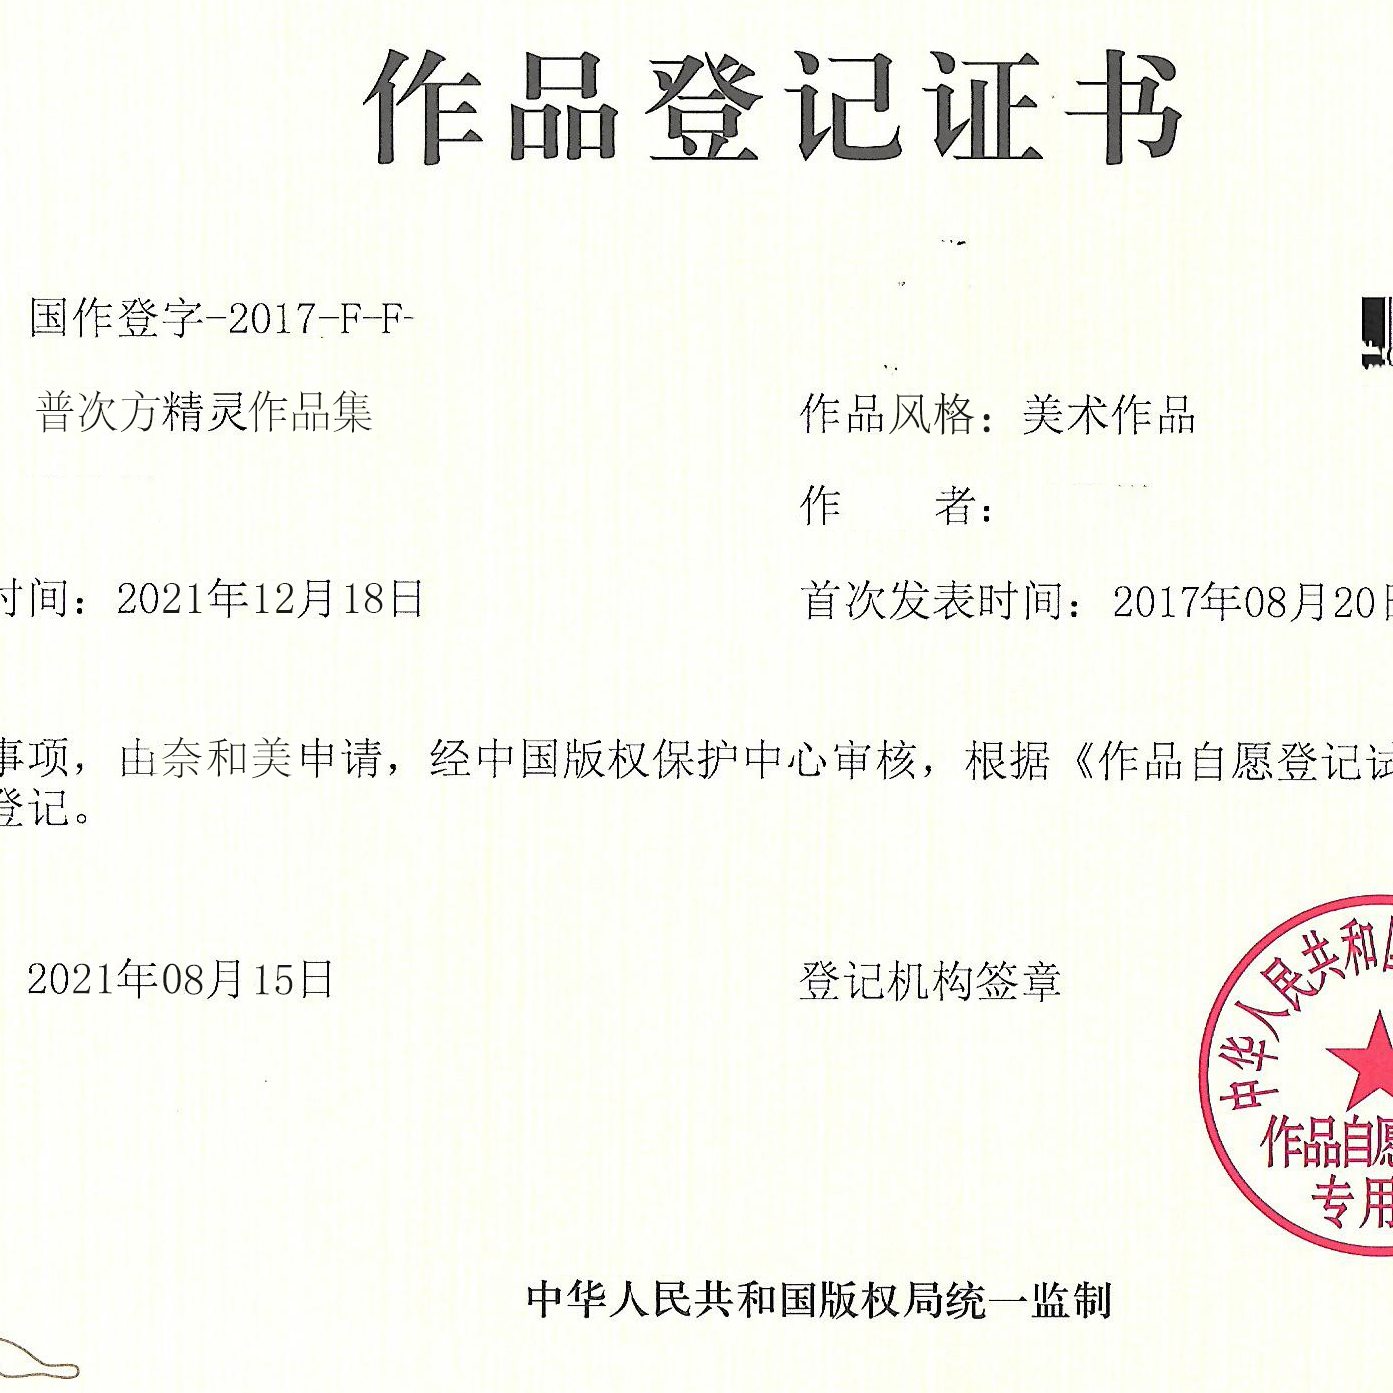 作品登记证书
国作登字-2017-F-F-
普次方精灵作品集
作品风格：美术作品
作 者：
时间：2021年12月18日
首次发表时间：2017年08月20日
事项，由奈和美申请，经中国版权保护中心审核，根据《作品自愿登记试
登记。
2021年08月15日
登记机构签章
中华人民共和
作品自愿
专用
中华人民共和国版权局统一监制